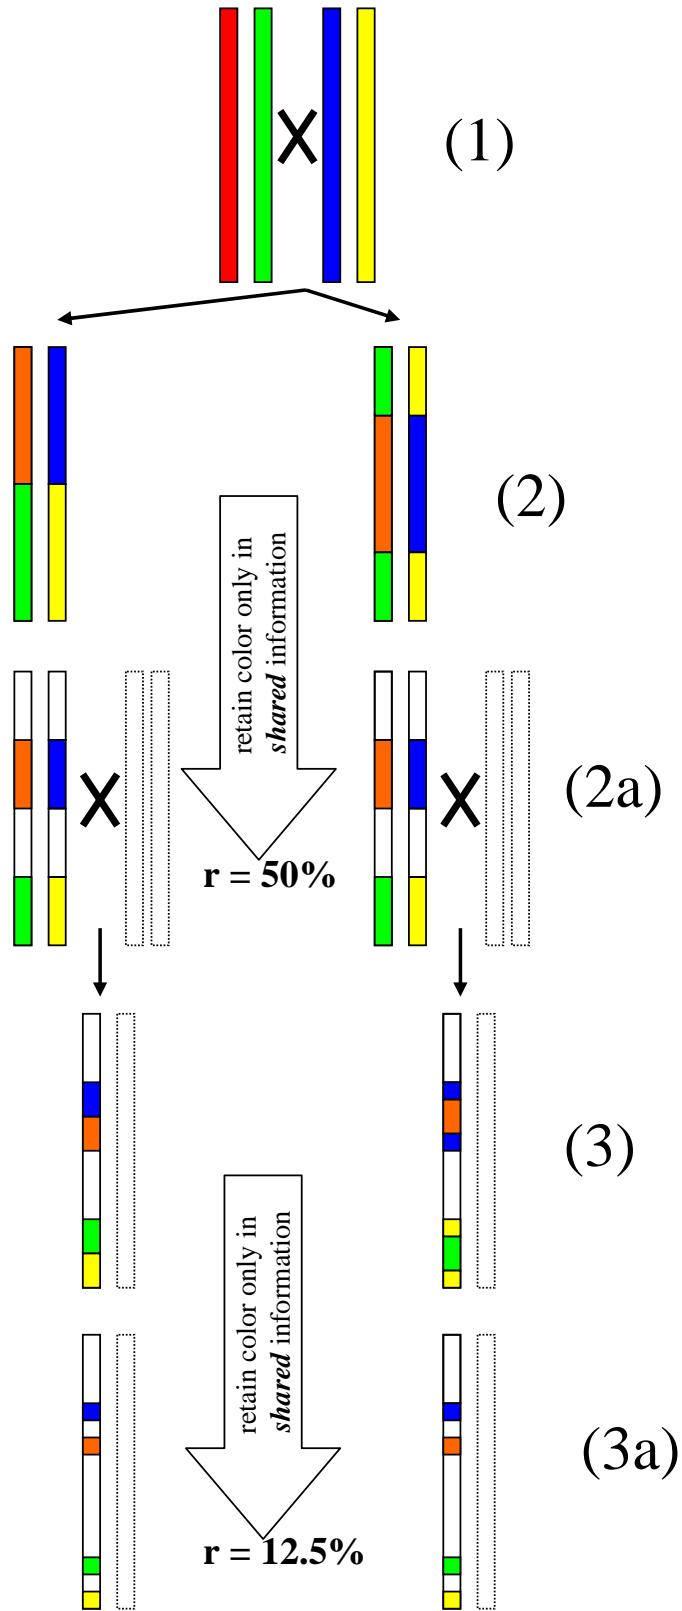 (1)
(2)
retain color only in
shared information
(2a)
r = 50%
(3)
retain color only in
shared information
(3a)
r = 12.5%